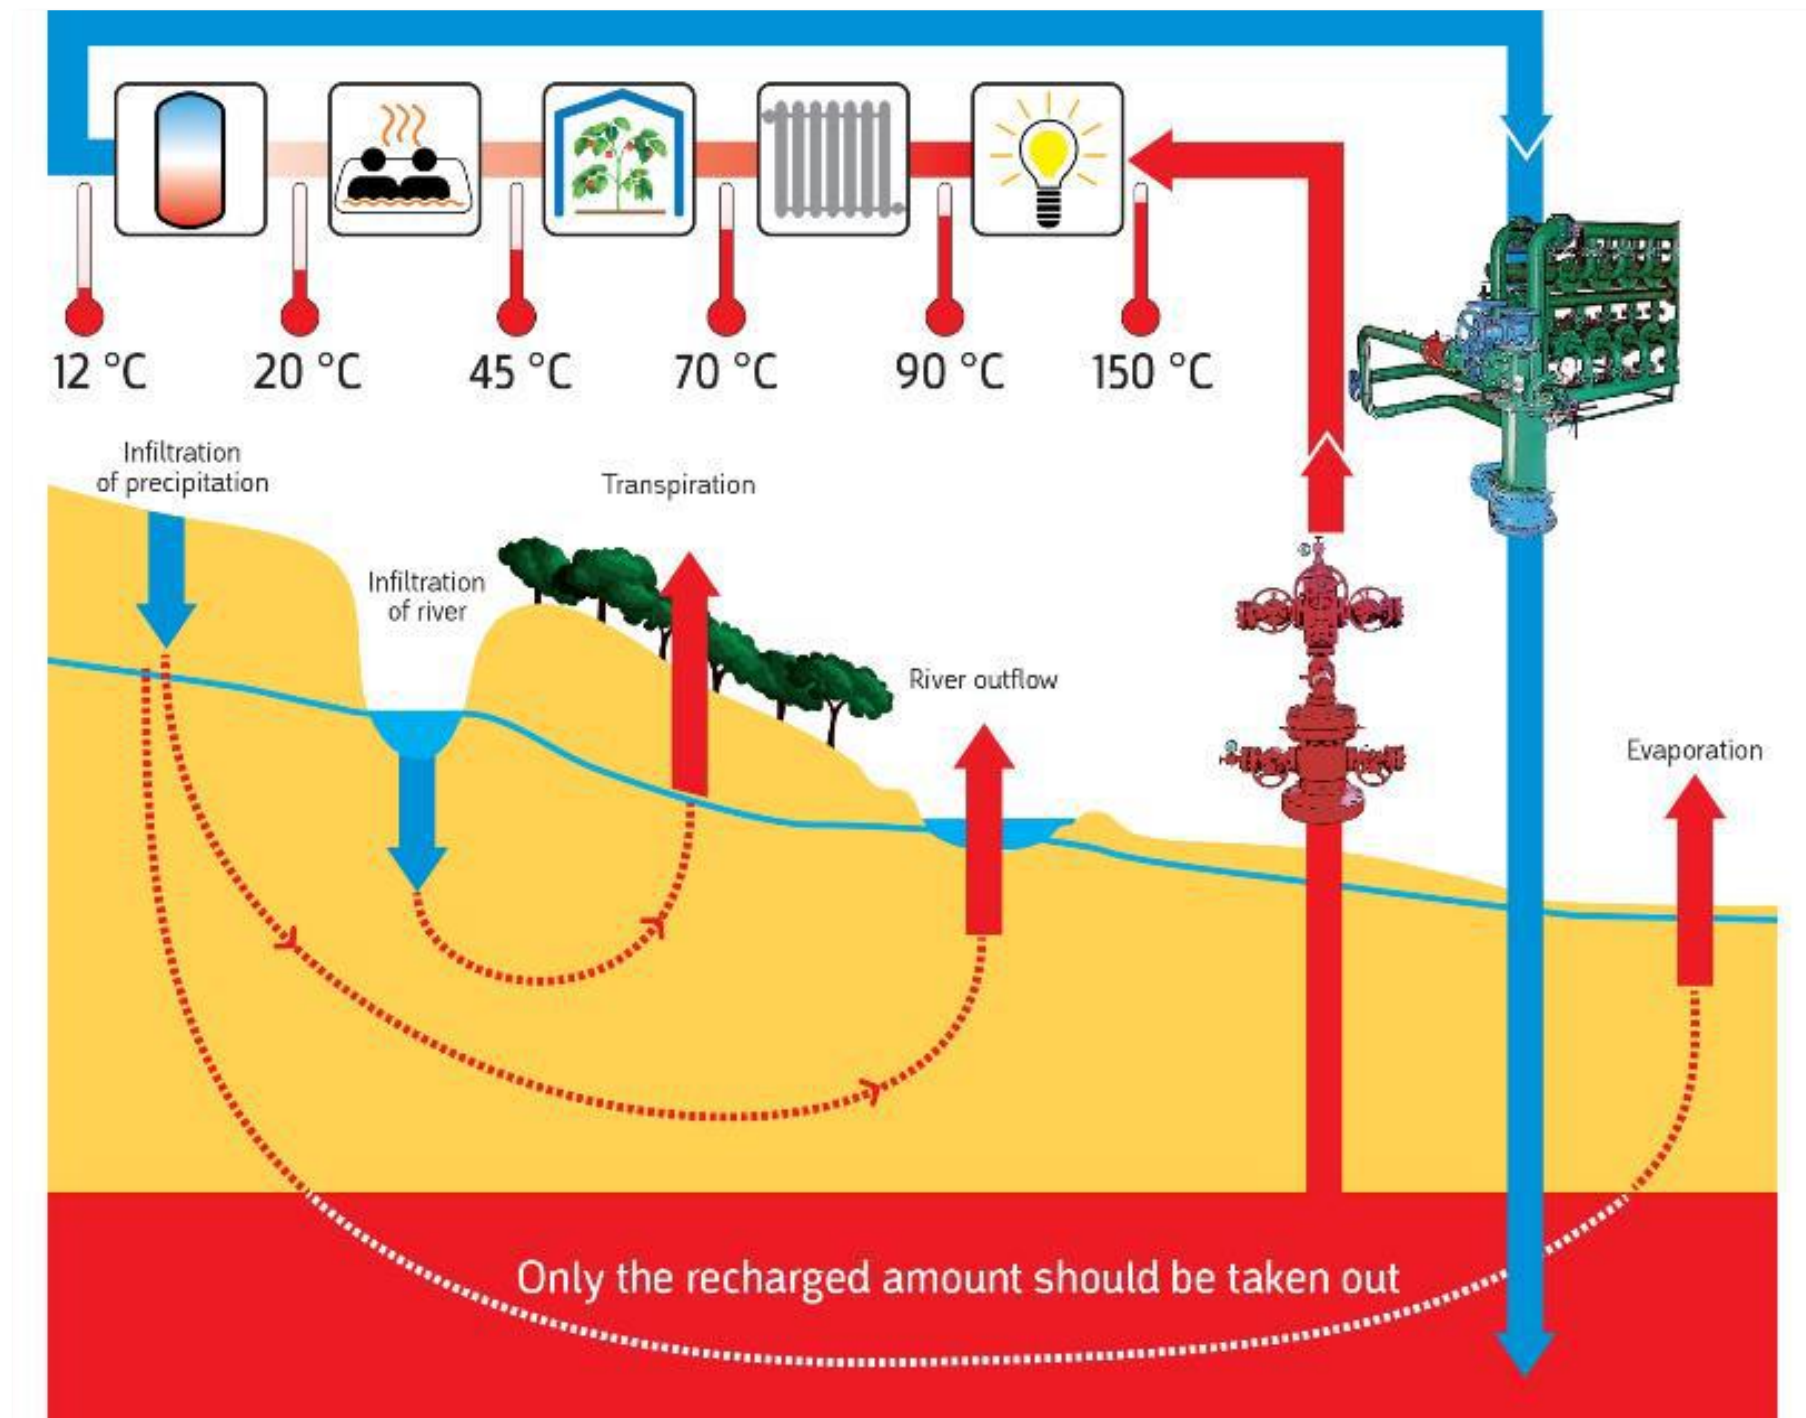 12 °C
20 °C
45 °C
70 °C
90 °C
150 °C
Infiltration
of precipitation
Transpiration
Infiltration
of river
River outflow
Evaporation
Only the recharged amount should be taken out